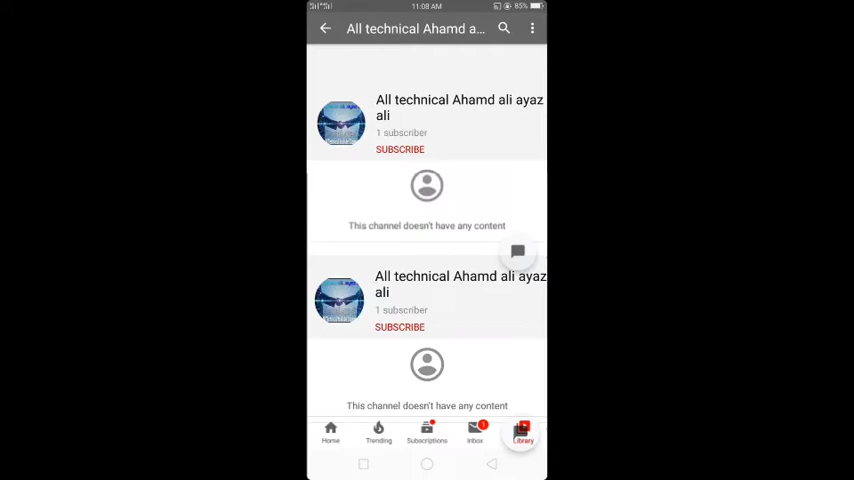 11:08 AM
85%
All technical Ahamd a...
All technical Ahamd ali ayaz
ali
1 subscriber
SUBSCRIBE
This channel doesn't have any content
All technical Ahamd ali ayaz
ali
1 subscriber
SUBSCRIBE
This channel doesn't have any content
Home
Trending
Subscriptions
1
Inbox
Library